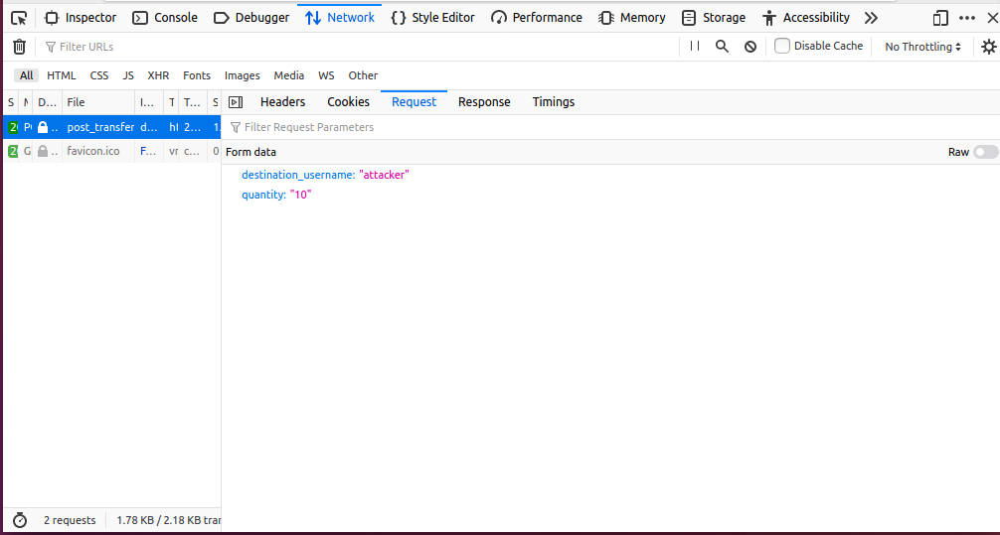 Inspector Console Debugger Network Style Editor Performance Memory Storage Accessibility
Filter URLs Disable Cache No Throttling
All HTML CSS JS XHR Fonts Images Media WS Other
S M D... File I... T T... S Headers Cookies Request Response Timings
post_transfer d... 2... 1. Filter Request Parameters
G favicon.ico F... vr c... 0 Form data Raw
destination_username: "attacker"
quantity: "10"
2 requests 1.78 KB / 2.18 KB tran